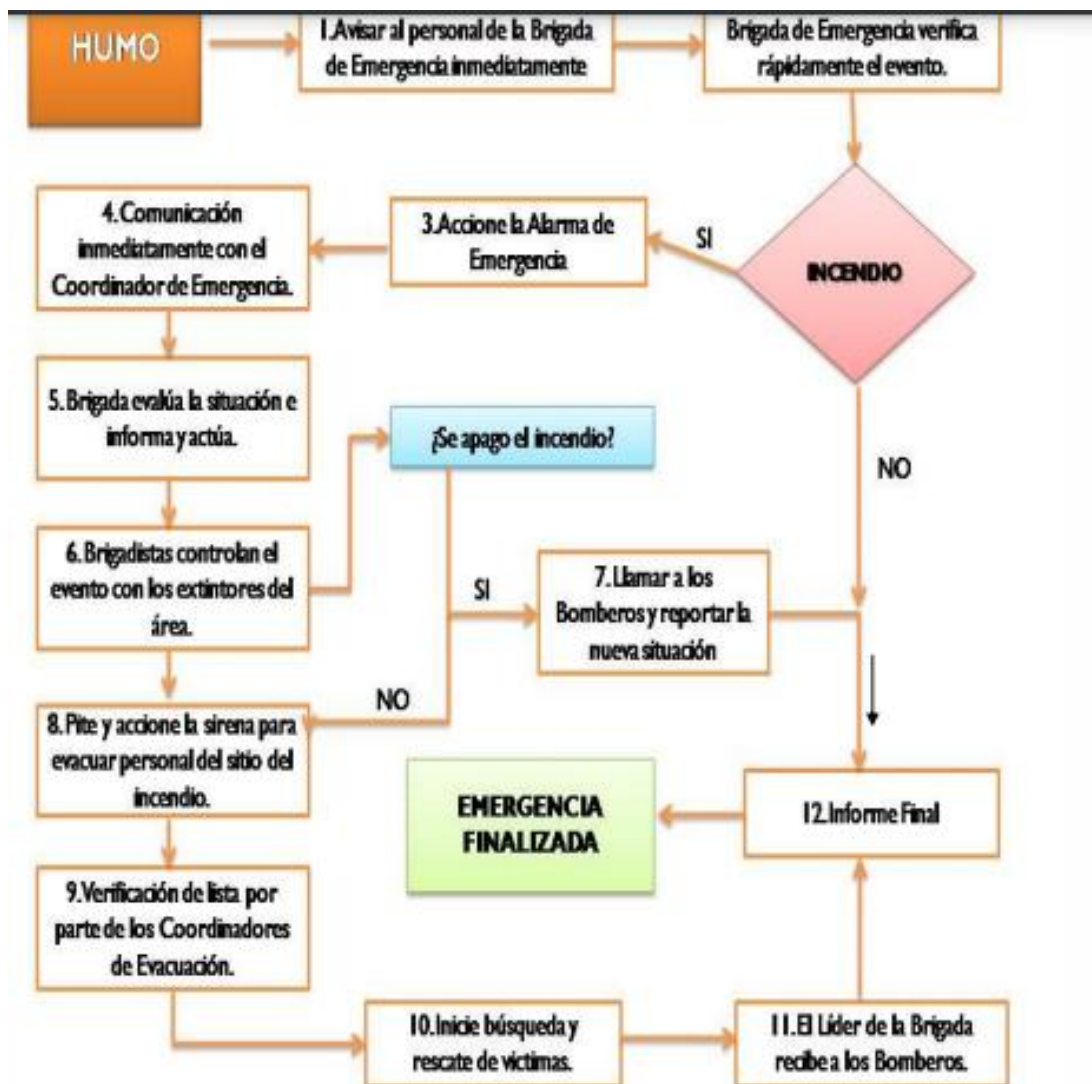 HUMO
1. Avisar al personal de la Brigada
de Emergencia inmediatamente
Brigada de Emergencia verifica
rápidamente el evento.
INCENDIO
SI
3. Accione la Alarma de
Emergencia
4. Comunicación
inmediatamente con el
Coordinador de Emergencia.
5. Brigada evalúa la situación e
informa y actúa.
¿Se apago el incendio?
NO
6. Brigadistas controlan el
evento con los extintores del
área.
SI
7. Llamar a los
Bomberos y reportar la
nueva situación
NO
8. Pite y accione la sirena para
evacuar personal del sitio del
incendio.
EMERGENCIA
FINALIZADA
12. Informe Final
9. Verificación de lista por
parte de los Coordinadores
de Evacuación.
10. Inicie búsqueda y
rescate de victimas.
11. El Líder de la Brigada
recibe a los Bomberos.